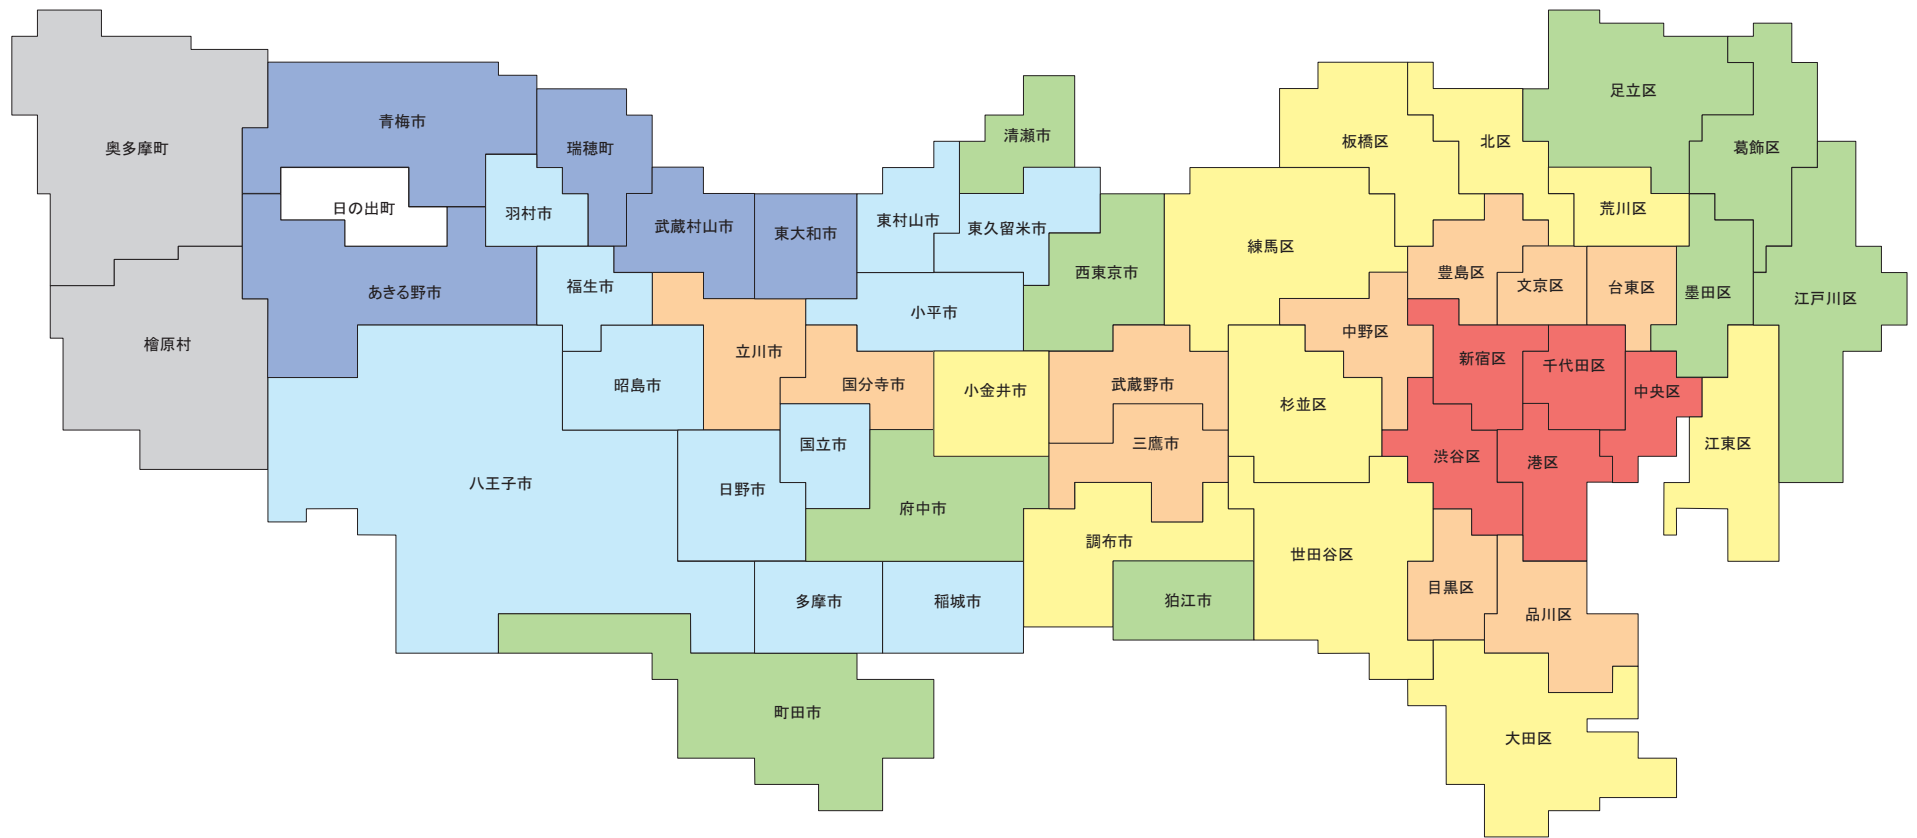 足立区
青梅市
清瀬市
板橋区
北区
奥多摩町
瑞穂町
葛飾区
日の出町
羽村市
荒川区
東村山市
武蔵村山市
東久留米市
東大和市
練馬区
西東京市
豊島区
あきる野市
福生市
文京区
台東区
墨田区
江戸川区
小平市
中野区
檜原村
立川市
新宿区
千代田区
昭島市
国分寺市
小金井市
武蔵野市
中央区
杉並区
国立市
三鷹市
江東区
渋谷区
港区
八王子市
日野市
府中市
調布市
世田谷区
目黒区
多摩市
稲城市
狛江市
品川区
町田市
大田区